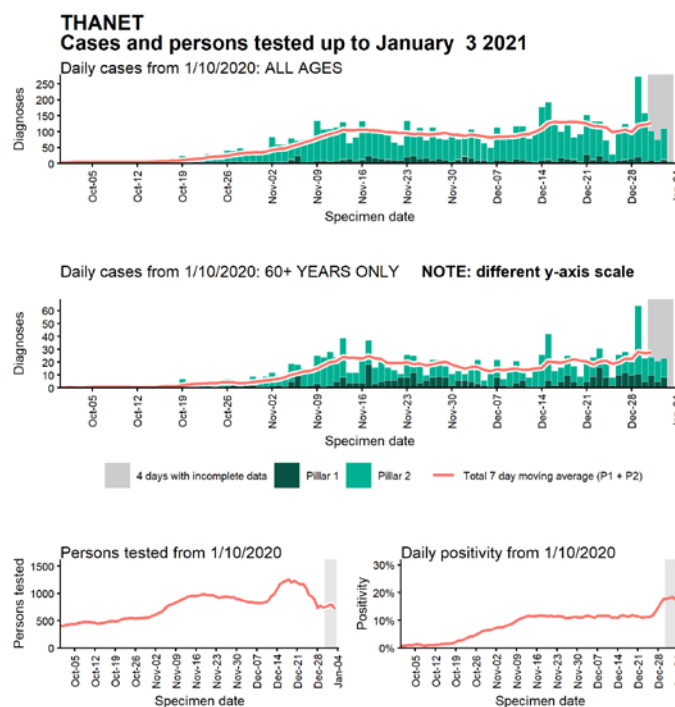 THANET
Cases and persons tested up to January 3 2021
Daily cases from 1/10/2020: ALL AGES
Diagnoses
250
200
150
100
50
0
Oct-05
Oct-12
Oct-19
Oct-26
Nov-02
Nov-09
Nov-16
Nov-23
Nov-30
Dec-07
Dec-14
Dec-21
Dec-28
Specimen date
Daily cases from 1/10/2020: 60+ YEARS ONLY NOTE: different y-axis scale
Diagnoses
60
50
40
30
20
10
0
Oct-05
Oct-12
Oct-19
Oct-26
Nov-02
Nov-09
Nov-16
Nov-23
Nov-30
Dec-07
Dec-14
Dec-21
Dec-28
Specimen date
4 days with incomplete data Pillar 1 Pillar 2 Total 7 day moving average (P1 + P2)
Persons tested from 1/10/2020
Persons tested
1500
1000
500
0
Oct-05
Oct-12
Oct-19
Oct-26
Nov-02
Nov-09
Nov-16
Nov-23
Nov-30
Dec-07
Dec-14
Dec-21
Dec-28
Jan-04
Specimen date
Daily positivity from 1/10/2020
Positivity
30%
20%
10%
0%
Oct-05
Oct-12
Oct-19
Oct-26
Nov-02
Nov-09
Nov-16
Nov-23
Nov-30
Dec-07
Dec-14
Dec-21
Dec-28
Specimen date